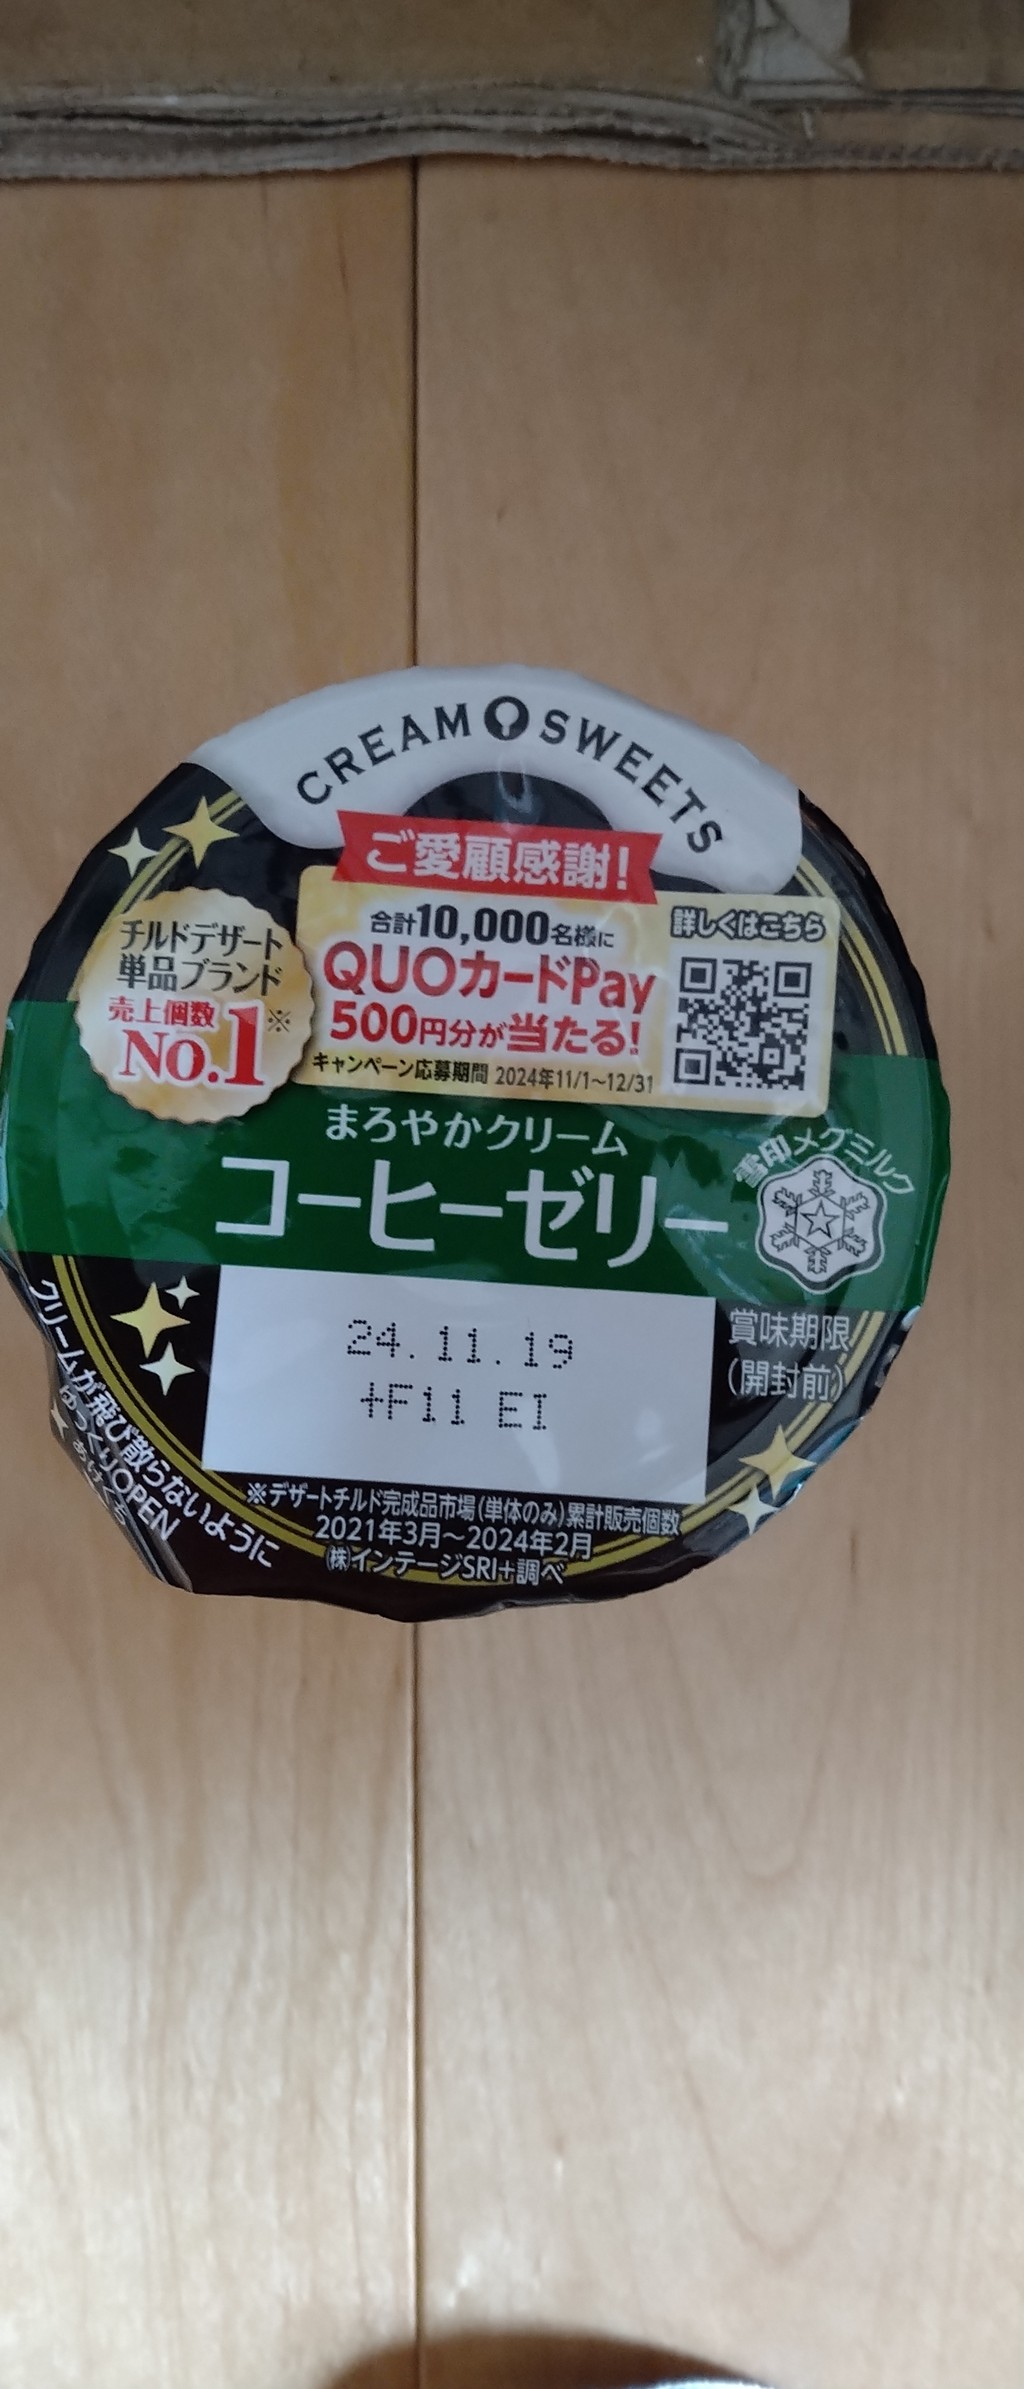 CREAM SWEETS
ご愛顧感謝!
合計10,000名様に
QUOカードPay
500円分が当たる!
キャンペーン応募期間 2024年11/1~12/31
詳しくはこちら
チルドデザート
単品ブランド
売上個数
No.1※
まろやかクリーム
コーヒーゼリー
雪印メグミルク
24.11.19
+F11 EI
賞味期限
(開封前)
クリームが飛び散らないように
ゆっくりOPEN
あけくち
※デザートチルド完成品市場(単体のみ)累計販売個数
2021年3月~2024年2月
㈱インテージSRI+調べ